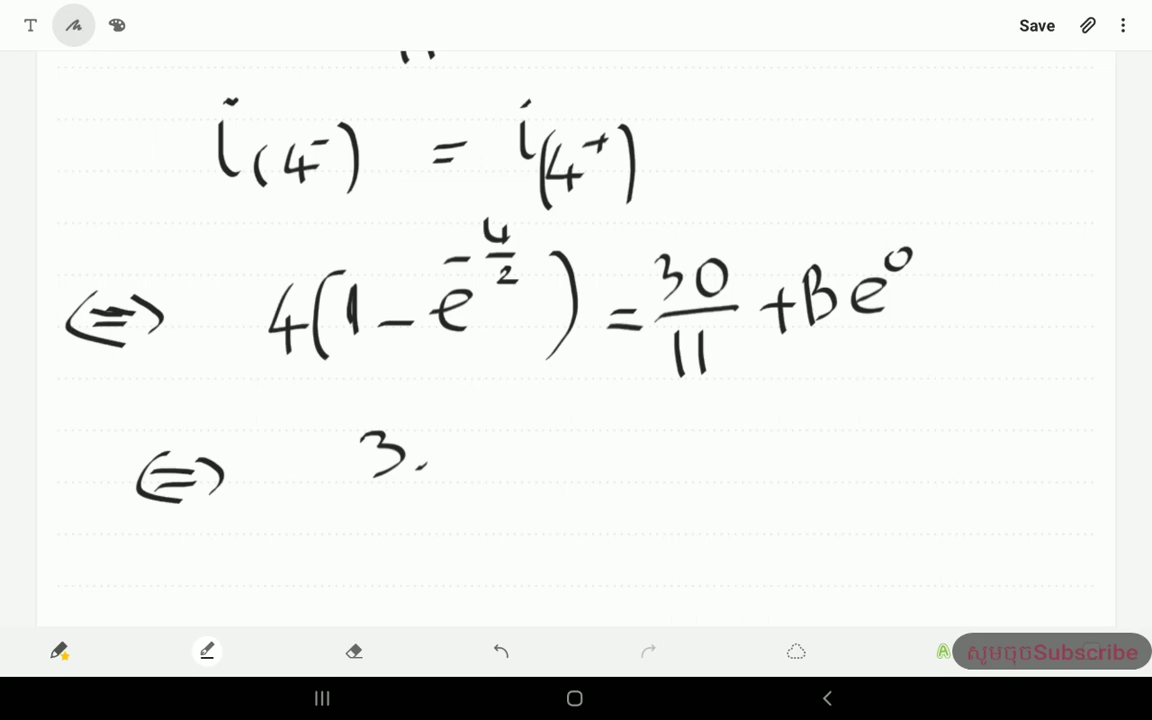 T Save
i(4⁻) = i(4⁺)
⇔ 4(1 - e^(-4/2)) = 30/11 + Be⁰
⇔ 3.
A សូមចុចSubscribe